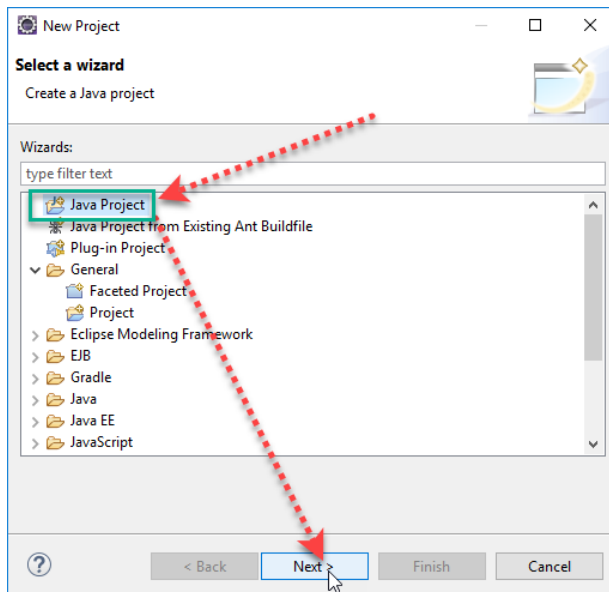 New Project
Select a wizard
Create a Java project
Wizards:
type filter text
Java Project
Java Project from Existing Ant Buildfile
Plug-in Project
General
Faceted Project
Project
Eclipse Modeling Framework
EJB
Gradle
Java
Java EE
JavaScript
? < Back Next > Finish Cancel